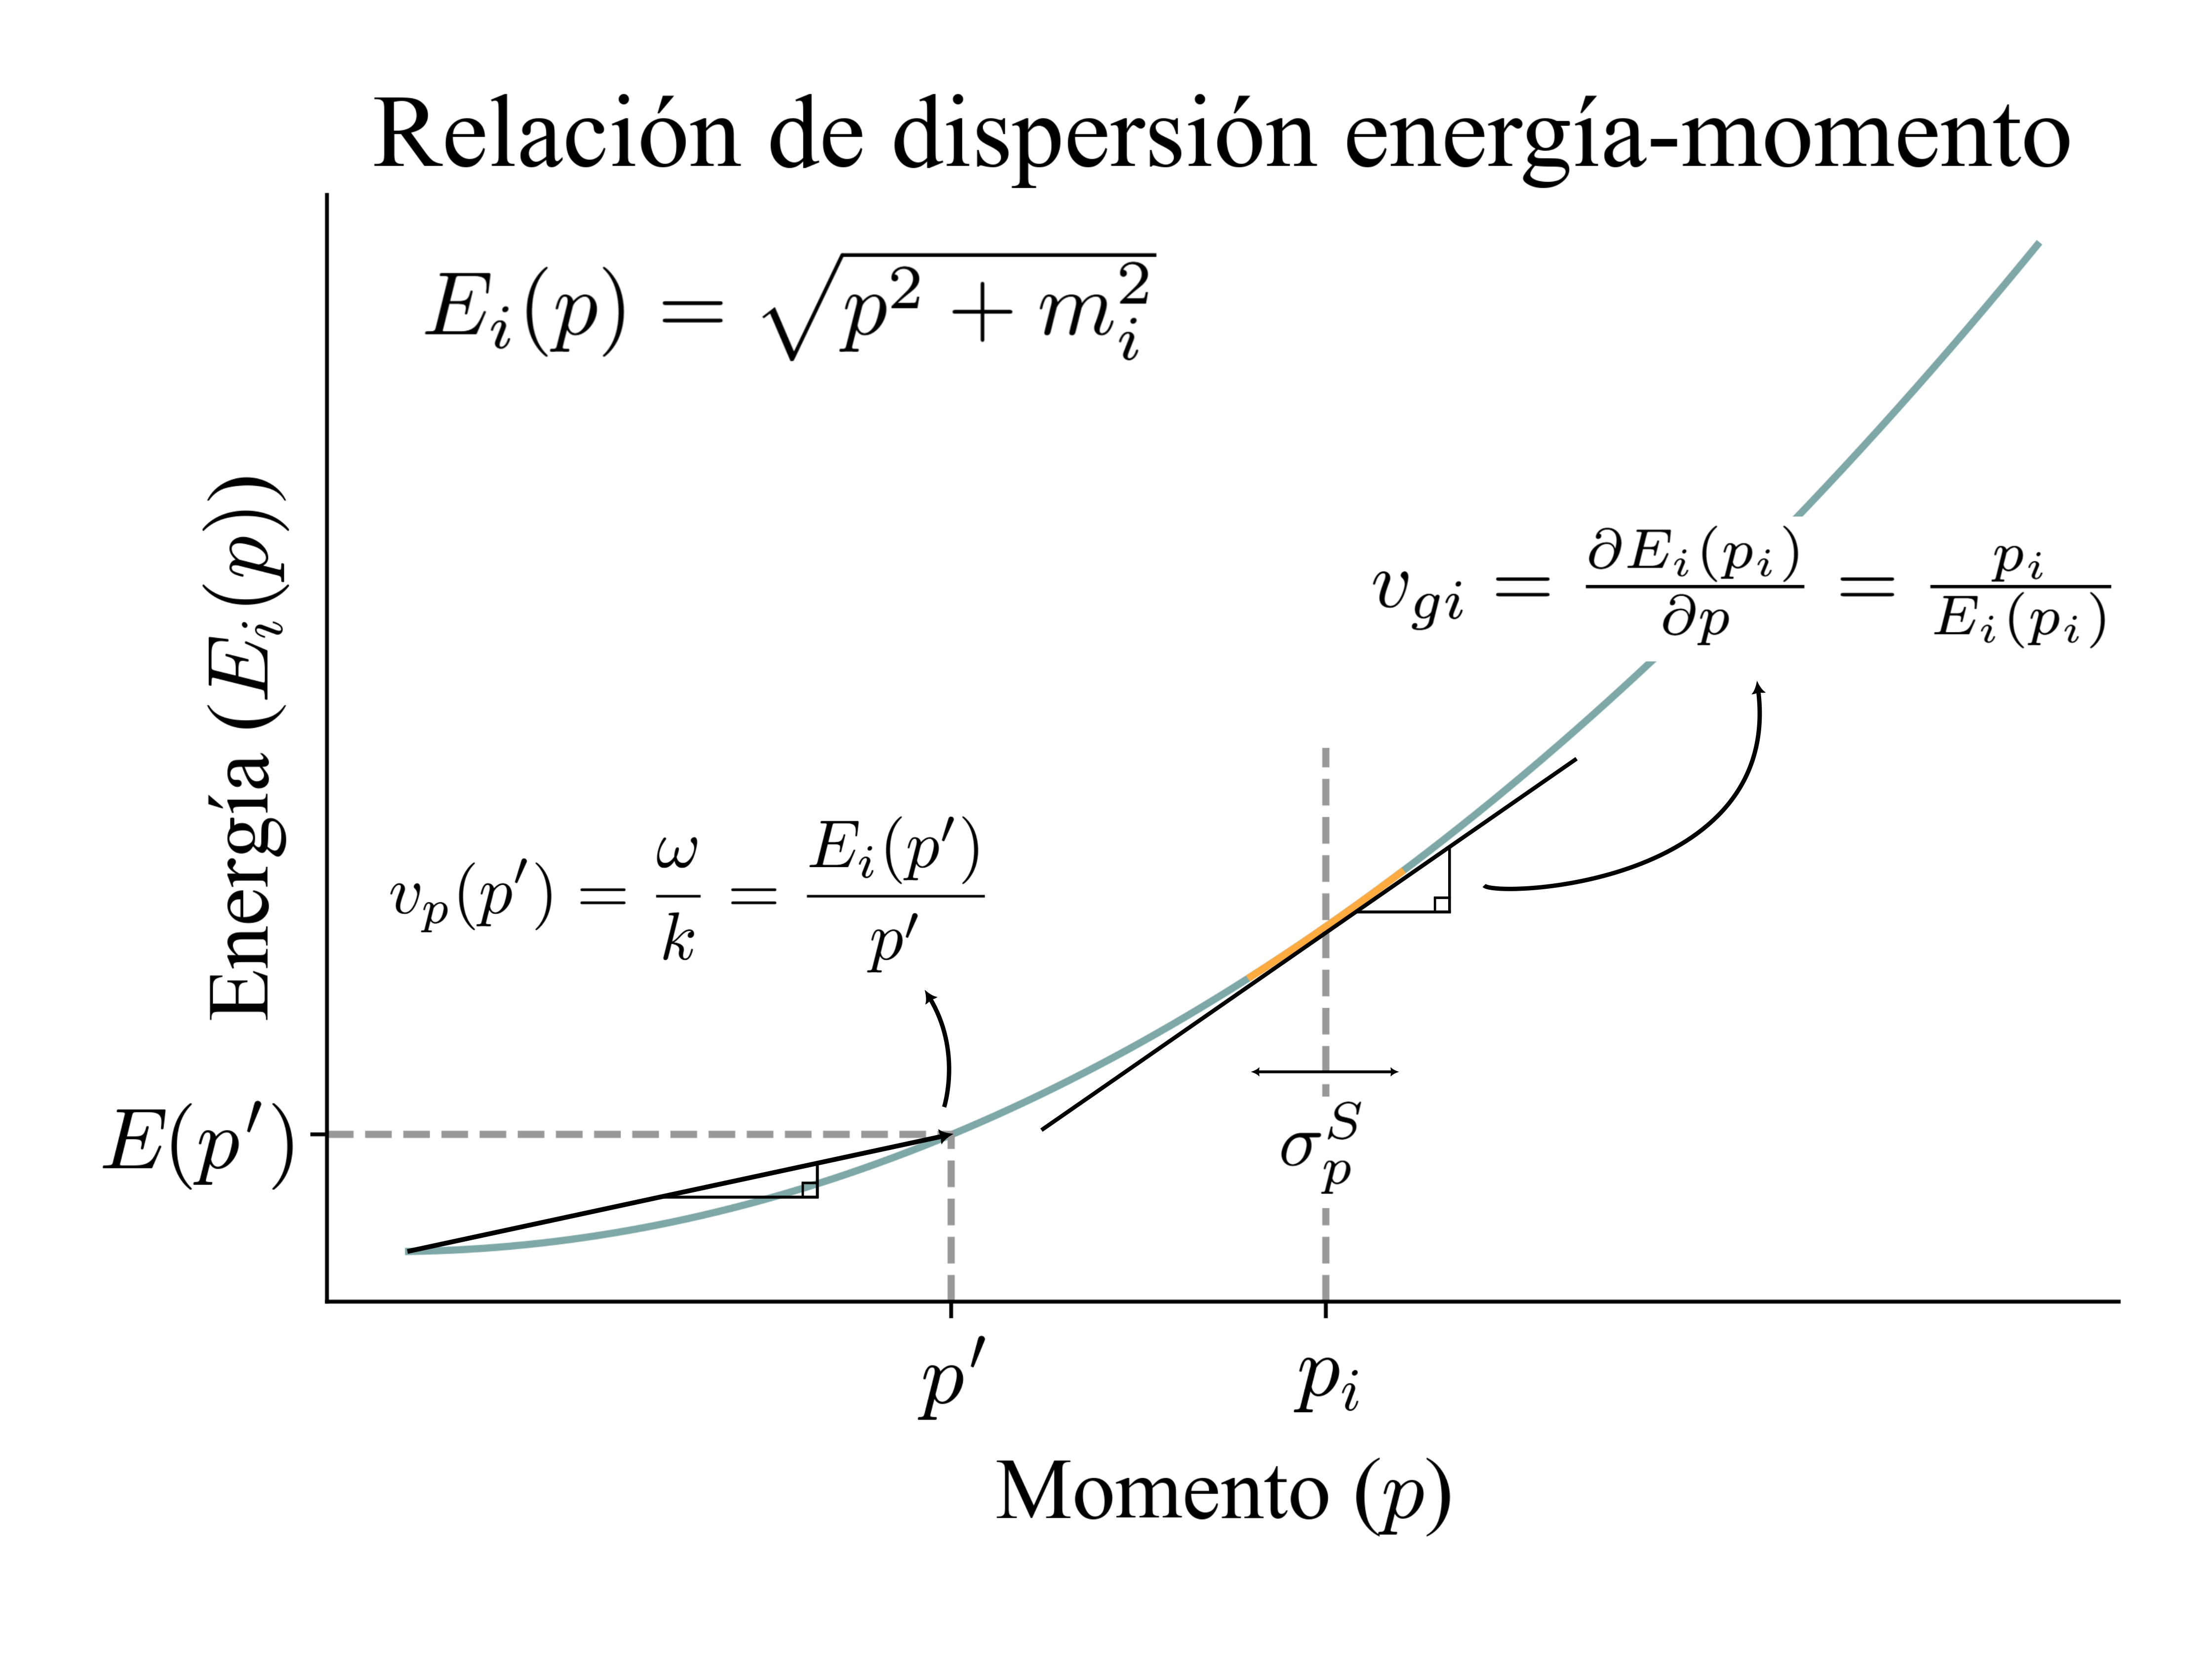 Relación de dispersión energía-momento
$E_i(p) = \sqrt{p^2 + m_i^2}$
$v_{gi} = \frac{\partial E_i(p_i)}{\partial p} = \frac{p_i}{E_i(p_i)}$
Energía $(E_i(p))$
$v_p(p') = \frac{\omega}{k} = \frac{E_i(p')}{p'}$
$E(p')$
$\sigma_p^S$
$p'$
$p_i$
Momento $(p)$